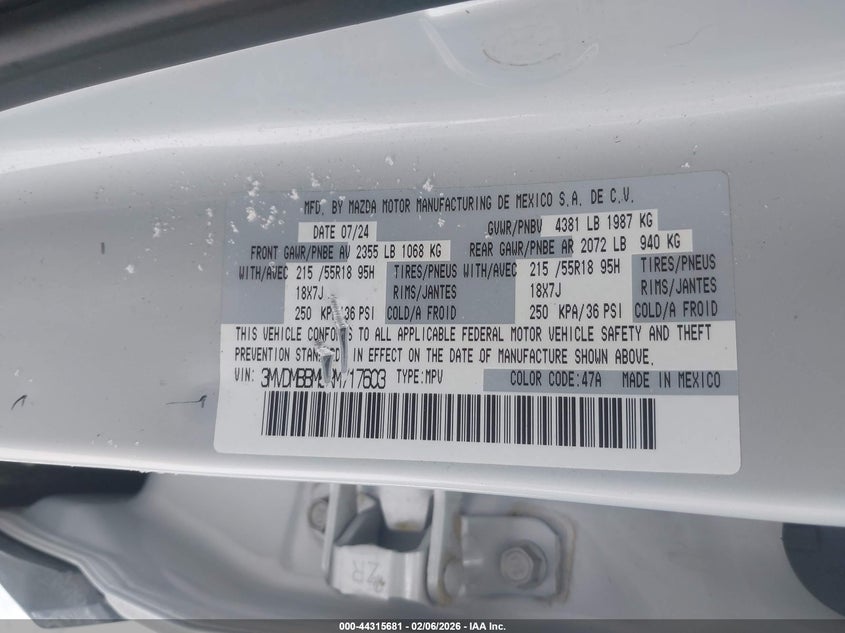 MFD. BY MAZDA MOTOR MANUFACTURING DE MEXICO S.A. DE C.V.
DATE 07/24 GVWR/PNBV 4381 LB 1987 KG
FRONT GAWR/PNBE AV 2355 LB 1068 KG REAR GAWR/PNBE AR 2072 LB 940 KG
WITH/AVEC 215 /55R18 95H TIRES/PNEUS WITH/AVEC 215 /55R18 95H TIRES/PNEUS
18X7J RIMS/JANTES 18X7J RIMS/JANTES
250 KPA/36 PSI COLD/A FROID 250 KPA/36 PSI COLD/A FROID
THIS VEHICLE CONFORMS TO ALL APPLICABLE FEDERAL MOTOR VEHICLE SAFETY AND THEFT
PREVENTION STANDARDS IN EFFECT ON THE DATE OF MANUFACTURE SHOWN ABOVE.
VIN: TYPE:MPV COLOR CODE:47A MADE IN MEXICO
ZR
000-44315681 - 02/06/2026 - IAA Inc.